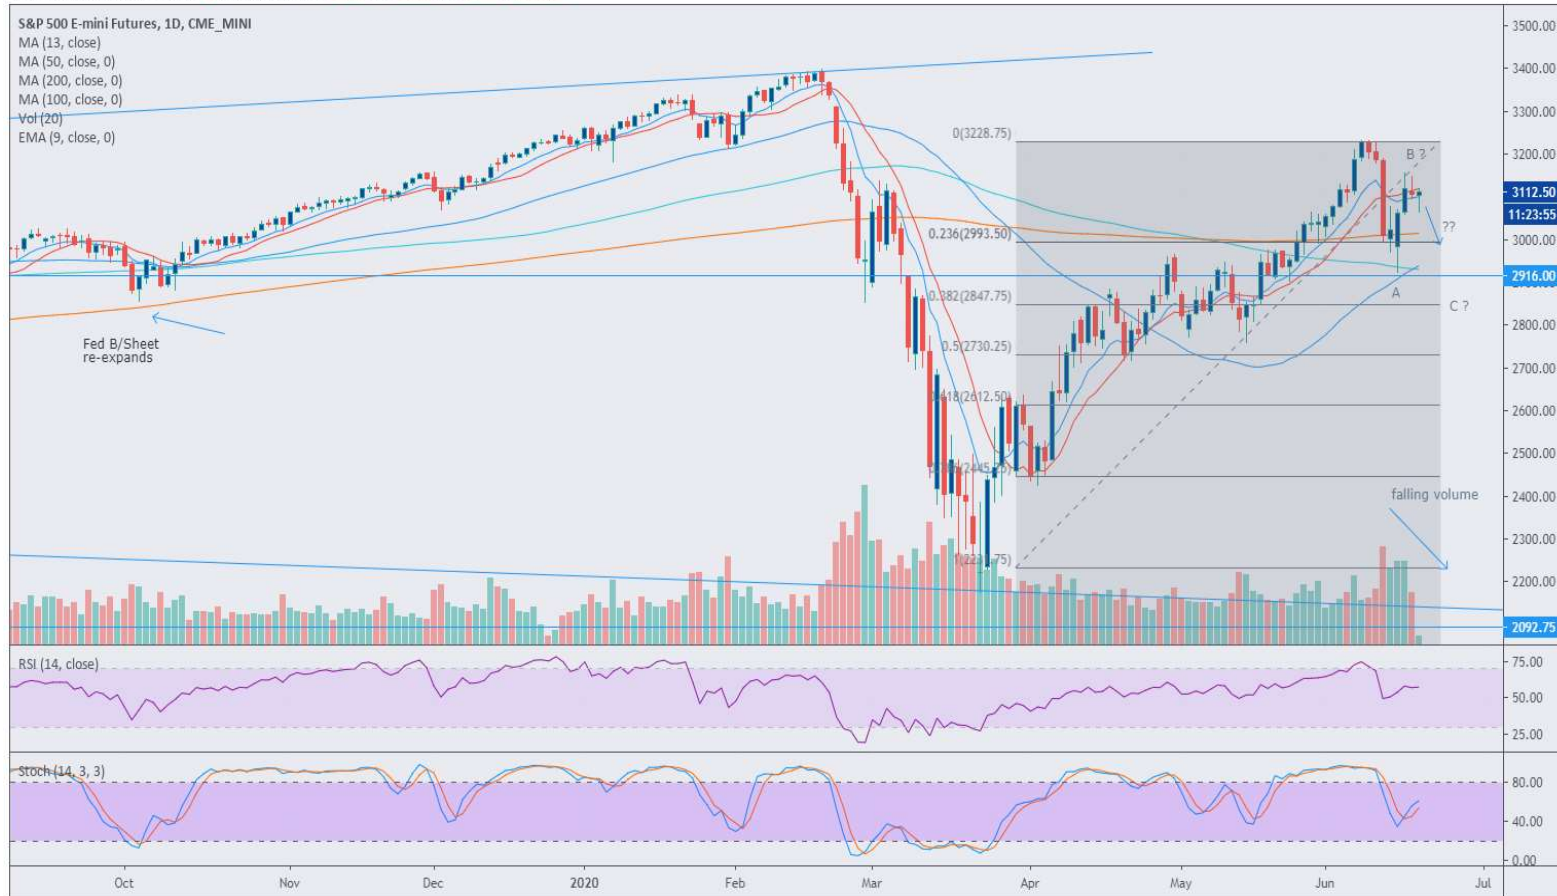 S&P 500 E-mini Futures, 1D, CME_MINI
MA (13, close)
MA (50, close, 0)
MA (200, close, 0)
MA (100, close, 0)
Vol (20)
EMA (9, close, 0)
3500.00
3400.00
3300.00
3200.00
3112.50
11:23:55
3000.00
2916.00
2800.00
2700.00
2600.00
2500.00
2400.00
2300.00
2200.00
2092.75
0(3228.75)
0.236(2993.50)
0.382(2847.75)
0.5(2730.25)
0.618(2612.50)
B ?
??
A
C ?
Fed B/Sheet
re-expands
falling volume
RSI (14, close)
75.00
50.00
25.00
Stoch (14, 3, 3)
80.00
40.00
0.00
Oct
Nov
Dec
2020
Feb
Mar
Apr
May
Jun
Jul